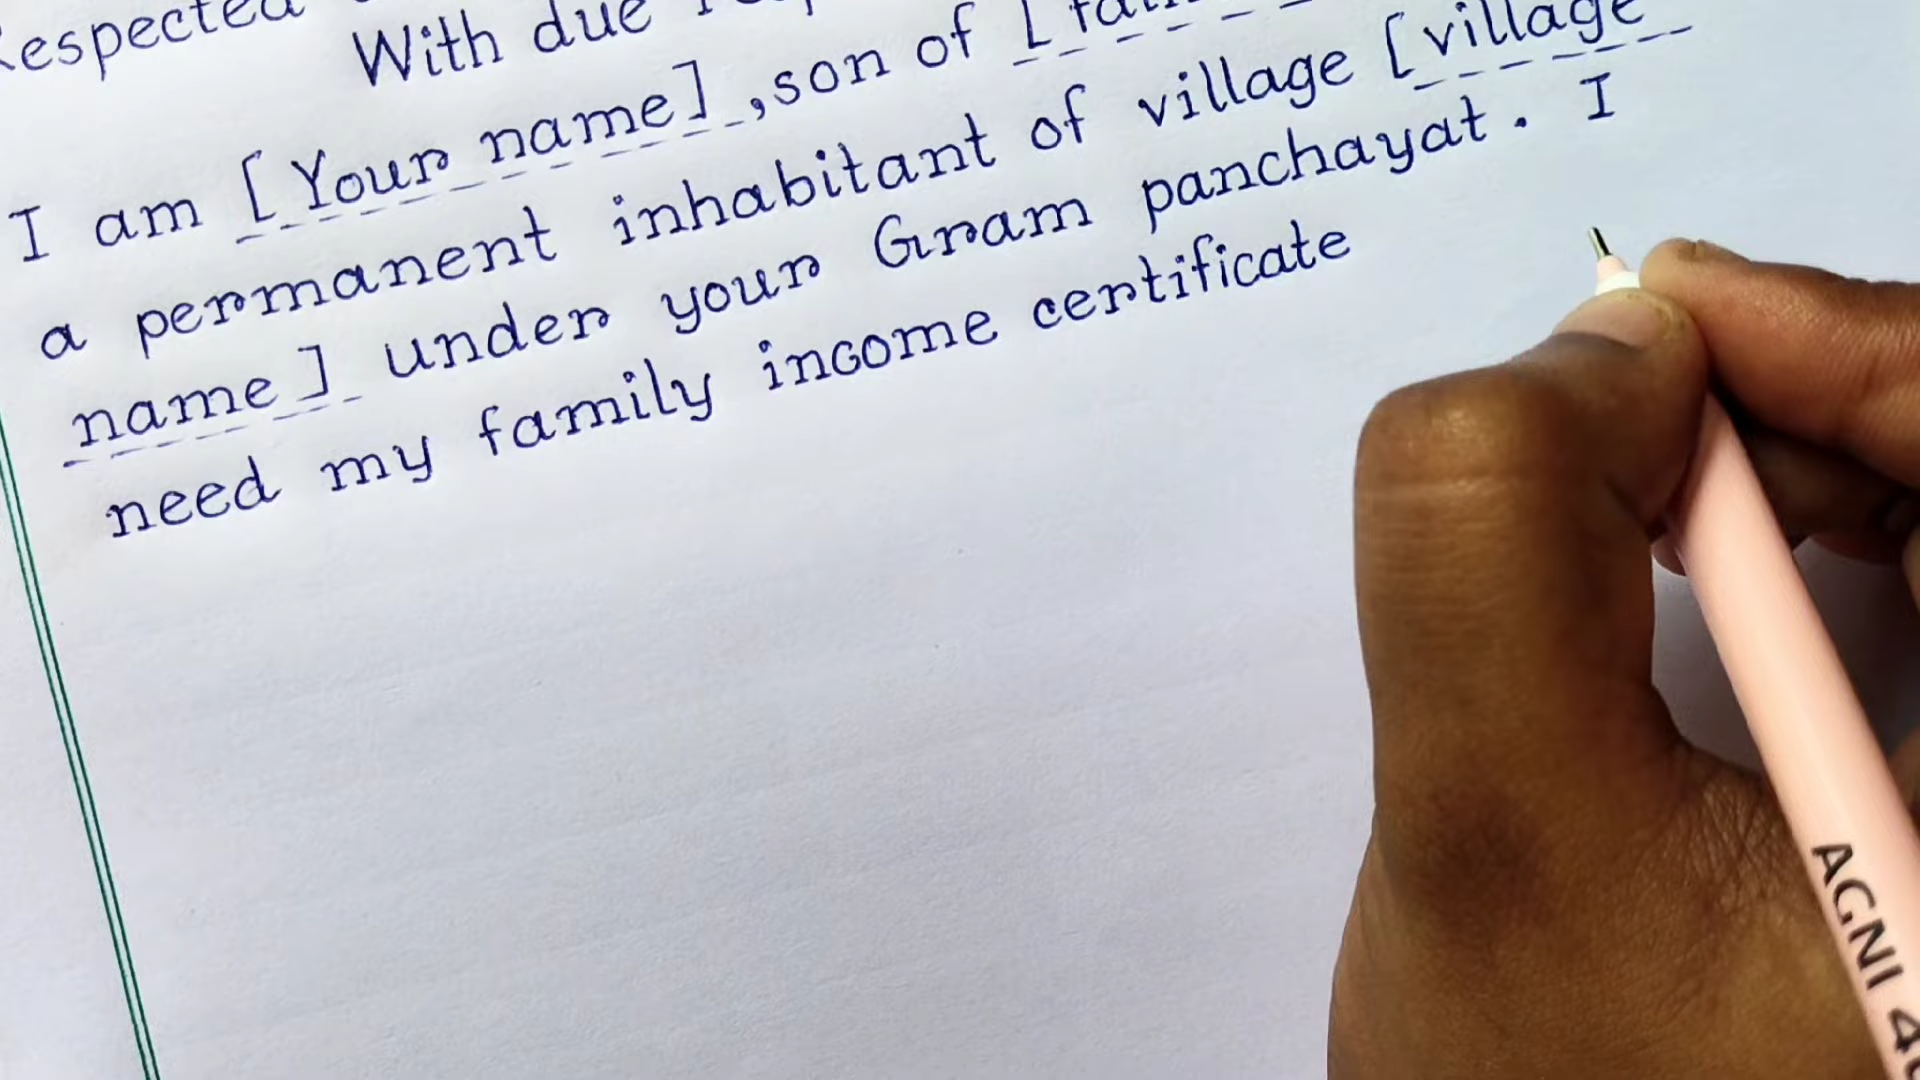 Respected
With due
I am [Your name], son of [
a permanent inhabitant of village [village
name] under your Gram panchayat. I
need my family income certificate
AGNI